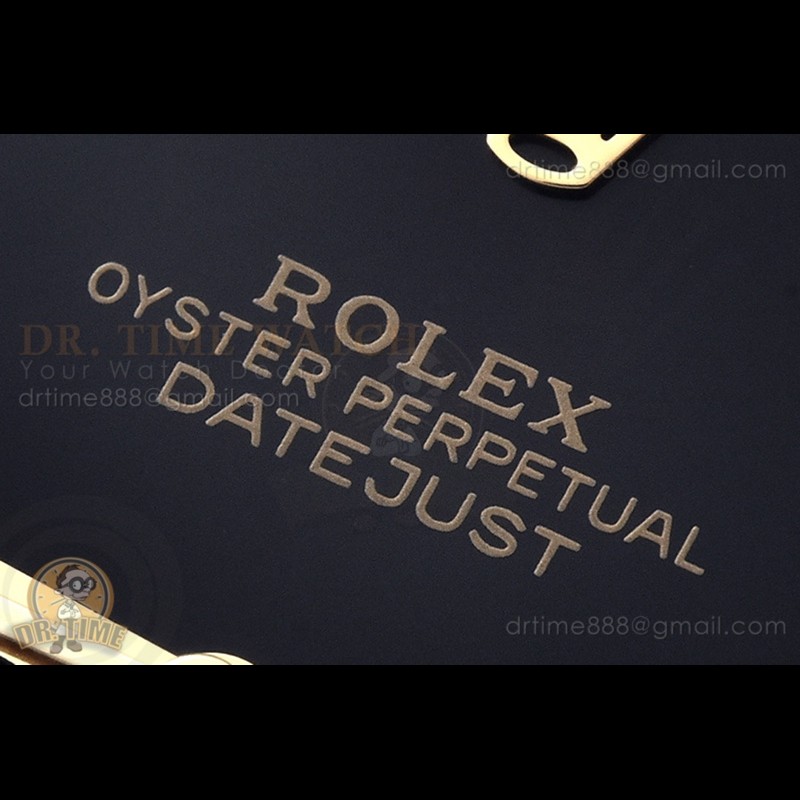 drtime888@gmail.com
ROLEX
OYSTER PERPETUAL
DATEJUST
DR. TIME WATCH
Your Watch Doctor
drtime888@gmail.com
DR. TIME
drtime888@gmail.com